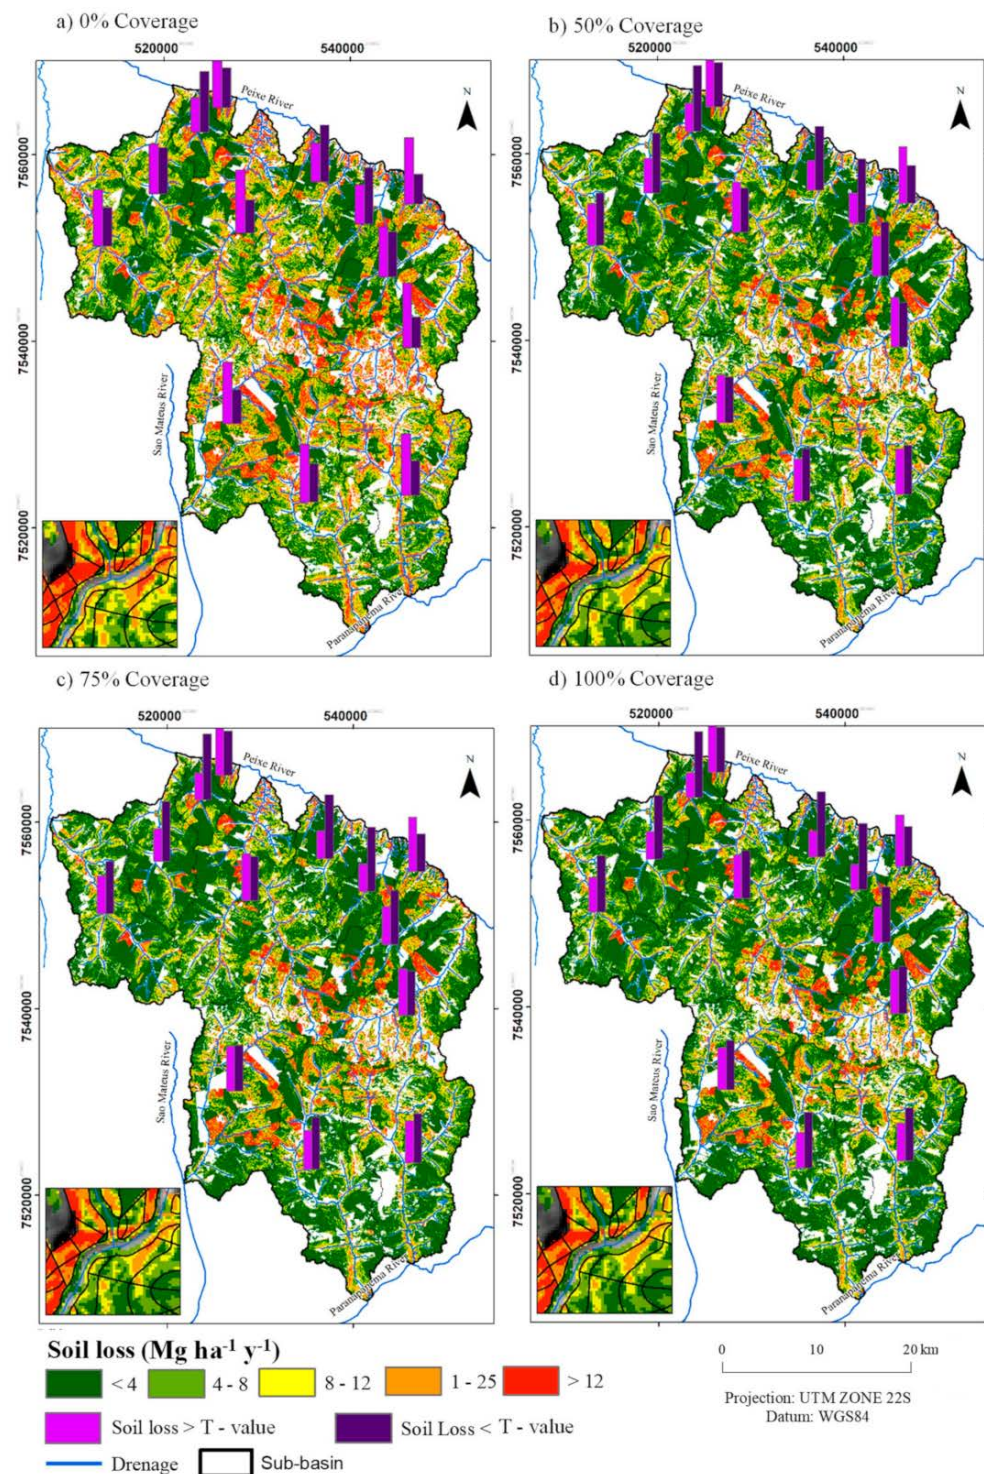 a) 0% Coverage
b) 50% Coverage
520000
540000
520000
540000
Peixe River
N
Peixe River
N
7560000
7560000
7540000
7540000
Sao Mateus River
Sao Mateus River
7520000
7520000
Paranapanema River
Paranapanema River
c) 75% Coverage
d) 100% Coverage
520000
540000
520000
540000
Peixe River
N
Peixe River
N
7560000
7560000
7540000
7540000
Sao Mateus River
Sao Mateus River
7520000
7520000
Paranapanema River
Paranapanema River
Soil loss (Mg ha⁻¹ y⁻¹)
< 4
4 - 8
8 - 12
1 - 25
> 12
Soil loss > T - value
Soil Loss < T - value
Drenage
Sub-basin
0
10
20 km
Projection: UTM ZONE 22S
Datum: WGS84